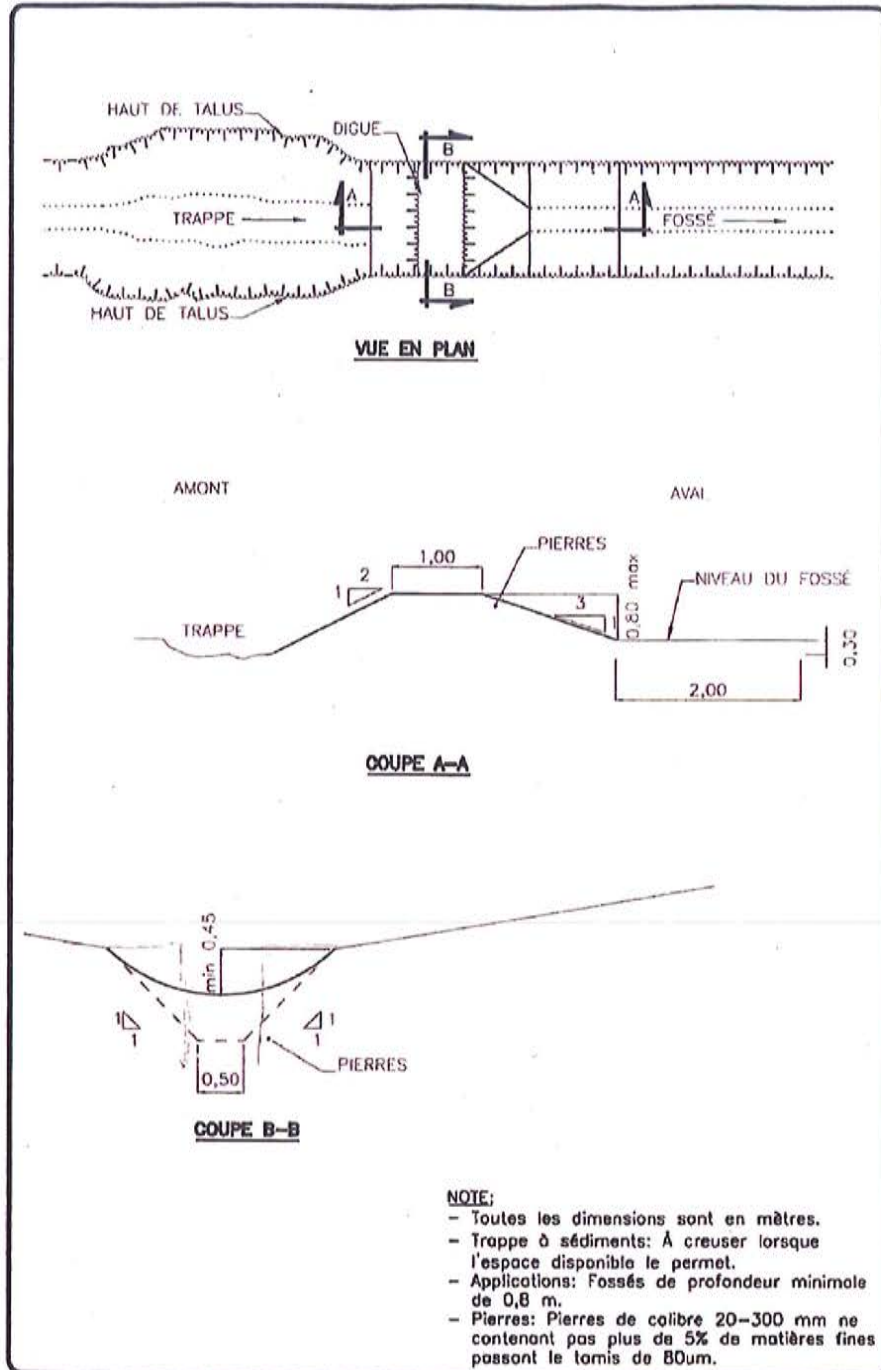 HAUT DE TALUS
DIGUE
B
A
A
TRAPPE
FOSSÉ
B
HAUT DE TALUS
VUE EN PLAN
AMONT
AVAL
PIERRES
1,00
2
1
0,80 max
NIVEAU DU FOSSÉ
3
1
TRAPPE
0,30
2,00
COUPE A-A
min 0,45
1
1
1
1
PIERRES
0,50
COUPE B-B
NOTE:
- Toutes les dimensions sont en mètres.
- Trappe à sédiments: À creuser lorsque
l'espace disponible le permet.
- Applications: Fossés de profondeur minimale
de 0,8 m.
- Pierres: Pierres de calibre 20-300 mm ne
contenant pas plus de 5% de matières fines
passant le tamis de 80um.